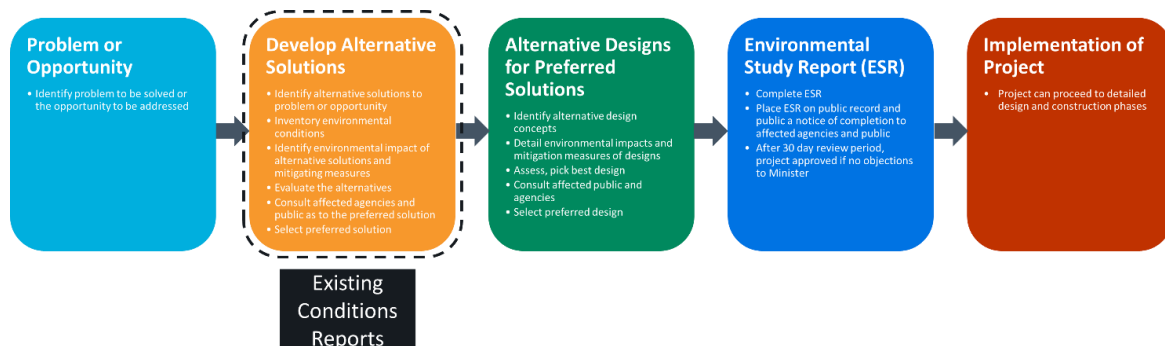 Problem or
Opportunity
• Identify problem to be solved or
the opportunity to be addressed
Develop Alternative
Solutions
• Identify alternative solutions to
problem or opportunity
• Inventory environmental
conditions
• Identify environmental impact of
alternative solutions and
mitigating measures
• Evaluate the alternatives
• Consult affected agencies and
public as to the preferred solution
• Select preferred solution
Alternative Designs
for Preferred
Solutions
• Identify alternative design
concepts
• Detail environmental impacts and
mitigation measures of designs
• Assess, pick best design
• Consult affected public and
agencies
• Select preferred design
Environmental
Study Report (ESR)
• Complete ESR
• Place ESR on public record and
public a notice of completion to
affected agencies and public
• After 30 day review period,
project approved if no objections
to Minister
Implementation of
Project
• Project can proceed to detailed
design and construction phases
Existing
Conditions
Reports